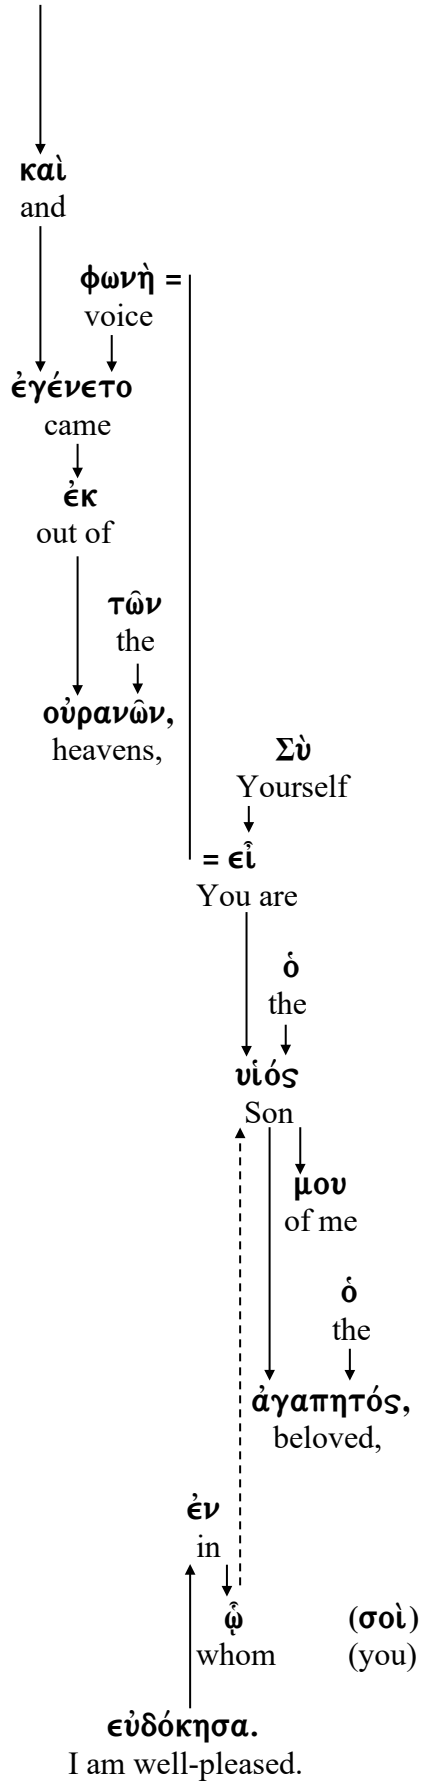 καὶ
and
φωνὴ =
voice
ἐγένετο
came
ἐκ
out of
τῶν
the
οὐρανῶν,
heavens,
Σὺ
Yourself
= εἶ
You are
ὁ
the
υἱός
Son
μου
of me
ὁ
the
ἀγαπητός,
beloved,
ἐν
in
ᾧ (σοὶ)
whom (you)
εὐδόκησα.
I am well-pleased.